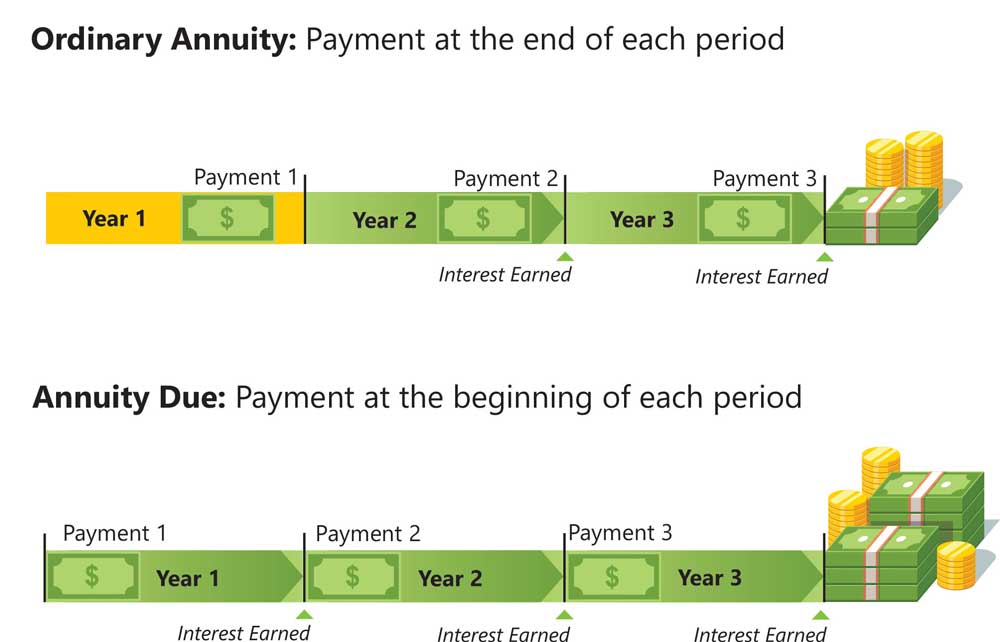 Ordinary Annuity: Payment at the end of each period
Payment 1
Payment 2
Payment 3
Year 1
$
Year 2
$
Year 3
$
Interest Earned
Interest Earned
Annuity Due: Payment at the beginning of each period
Payment 1
Payment 2
Payment 3
$
Year 1
$
Year 2
$
Year 3
Interest Earned
Interest Earned
Interest Earned